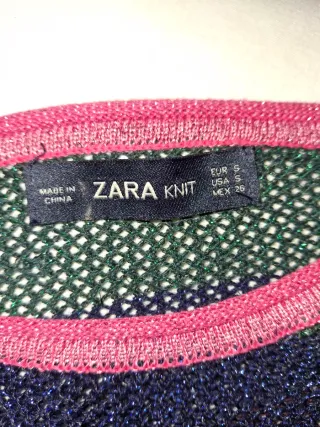 MADE IN
CHINA
ZARA KNIT
EUR S
USA S
MEX 26